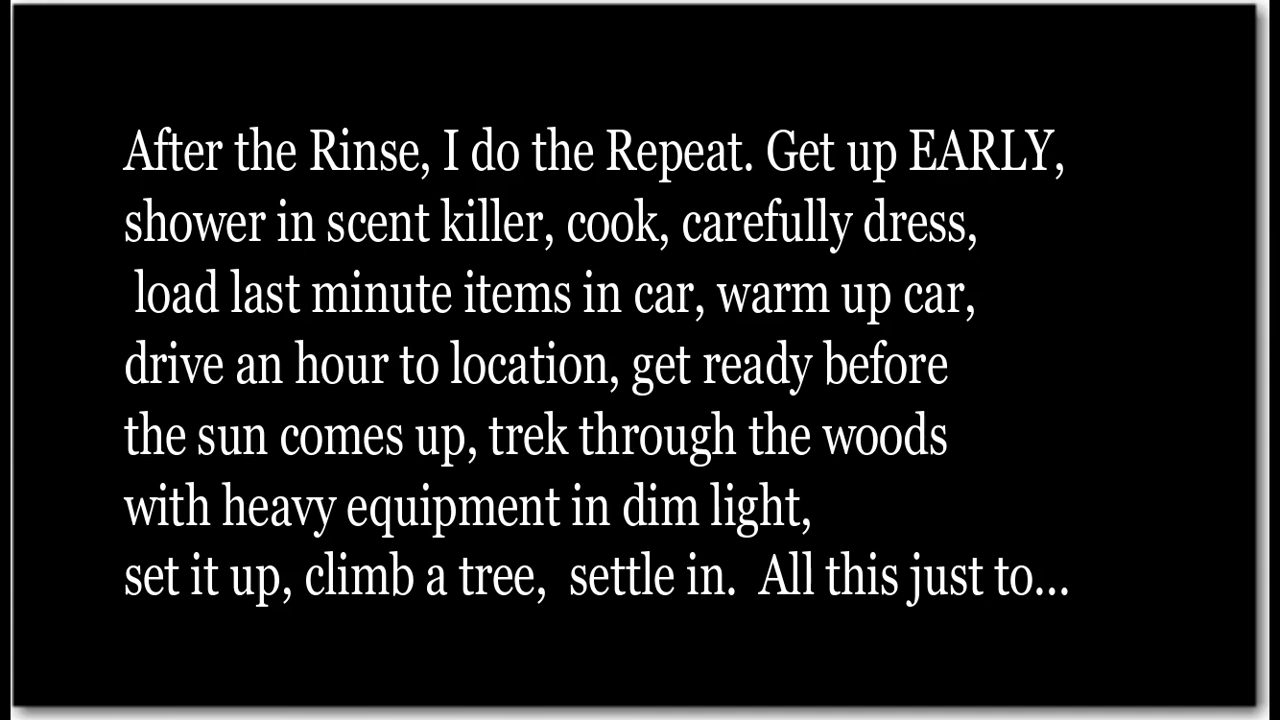 After the Rinse, I do the Repeat. Get up EARLY,
shower in scent killer, cook, carefully dress,
load last minute items in car, warm up car,
drive an hour to location, get ready before
the sun comes up, trek through the woods
with heavy equipment in dim light,
set it up, climb a tree,  settle in.  All this just to...